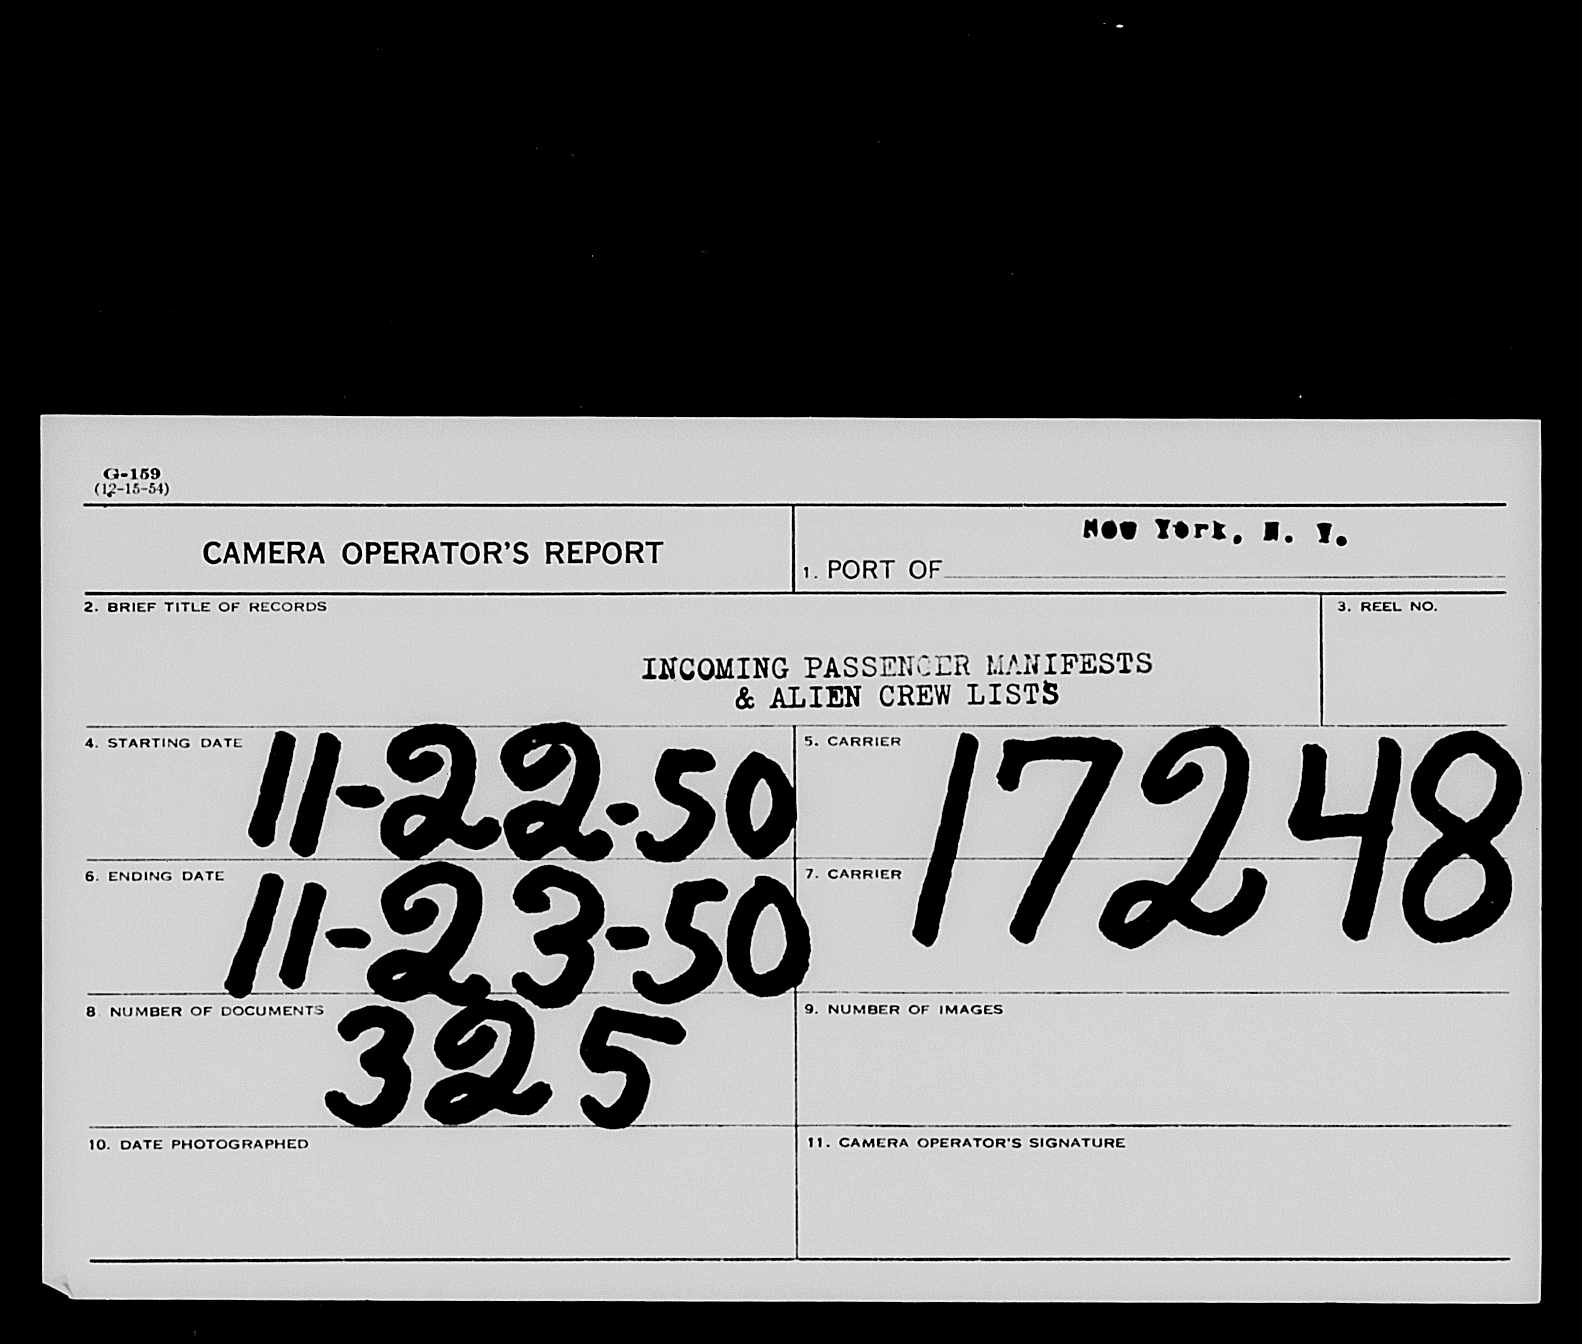 G-159
(12-15-54)
CAMERA OPERATOR'S REPORT
1. PORT OF New York, N. Y.
2. BRIEF TITLE OF RECORDS
3. REEL NO.
INCOMING PASSENGER MANIFESTS
& ALIEN CREW LISTS
4. STARTING DATE 11-22-50
5. CARRIER 17248
6. ENDING DATE 11-23-50
7. CARRIER
8 NUMBER OF DOCUMENTS 325
9. NUMBER OF IMAGES
10. DATE PHOTOGRAPHED
11. CAMERA OPERATOR'S SIGNATURE